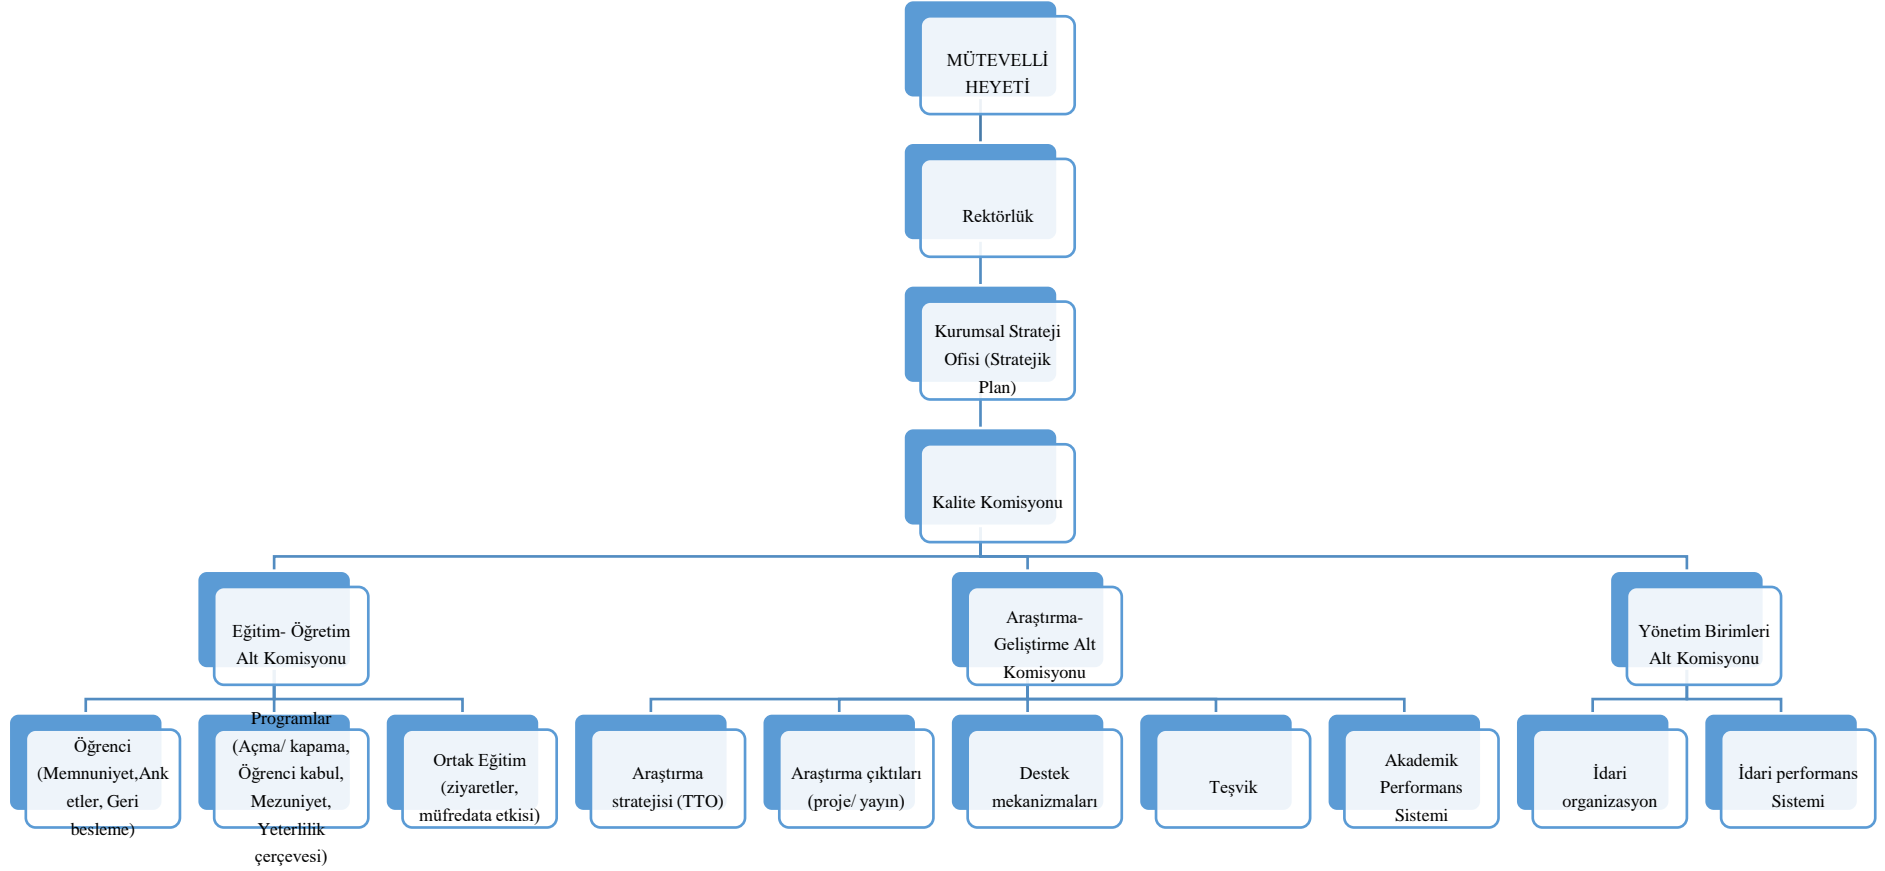 MÜTEVELLİ
HEYETİ
Rektörlük
Kurumsal Strateji
Ofisi (Stratejik
Plan)
Kalite Komisyonu
Eğitim- Öğretim
Alt Komisyonu
Araştırma-
Geliştirme Alt
Komisyonu
Yönetim Birimleri
Alt Komisyonu
Öğrenci
(Memnuniyet,Ank
etler, Geri
besleme)
Programlar
(Açma/ kapama,
Öğrenci kabul,
Mezuniyet,
Yeterlilik
çerçevesi)
Ortak Eğitim
(ziyaretler,
müfredata etkisi)
Araştırma
stratejisi (TTO)
Araştırma çıktıları
(proje/ yayın)
Destek
mekanizmaları
Teşvik
Akademik
Performans
Sistemi
İdari
organizasyon
İdari performans
Sistemi